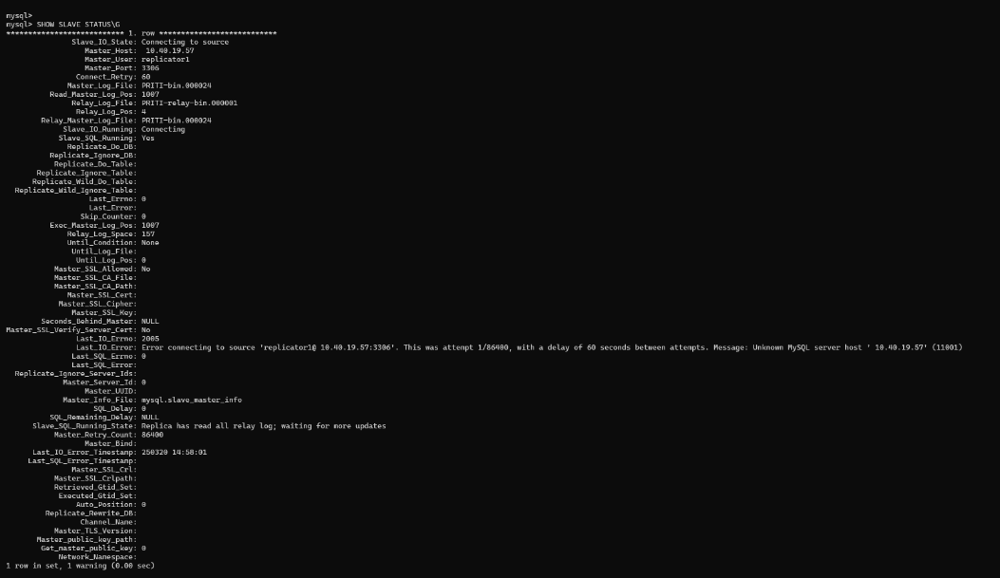 mysql>
mysql> SHOW SLAVE STATUS\G
*************************** 1. row ***************************
Slave_IO_State: Connecting to source
Master_Host:  10.40.19.57
Master_User: replicator1
Master_Port: 3306
Connect_Retry: 60
Master_Log_File: PRITI-bin.000024
Read_Master_Log_Pos: 1007
Relay_Log_File: PRITI-relay-bin.000001
Relay_Log_Pos: 4
Relay_Master_Log_File: PRITI-bin.000024
Slave_IO_Running: Connecting
Slave_SQL_Running: Yes
Replicate_Do_DB:
Replicate_Ignore_DB:
Replicate_Do_Table:
Replicate_Ignore_Table:
Replicate_Wild_Do_Table:
Replicate_Wild_Ignore_Table:
Last_Errno: 0
Last_Error:
Skip_Counter: 0
Exec_Master_Log_Pos: 1007
Relay_Log_Space: 157
Until_Condition: None
Until_Log_File:
Until_Log_Pos: 0
Master_SSL_Allowed: No
Master_SSL_CA_File:
Master_SSL_CA_Path:
Master_SSL_Cert:
Master_SSL_Cipher:
Master_SSL_Key:
Seconds_Behind_Master: NULL
Master_SSL_Verify_Server_Cert: No
Last_IO_Errno: 2005
Last_IO_Error: Error connecting to source 'replicator1@ 10.40.19.57:3306'. This was attempt 1/86400, with a delay of 60 seconds between attempts. Message: Unknown MySQL server host ' 10.40.19.57' (11001)
Last_SQL_Errno: 0
Last_SQL_Error:
Replicate_Ignore_Server_Ids:
Master_Server_Id: 0
Master_UUID:
Master_Info_File: mysql.slave_master_info
SQL_Delay: 0
SQL_Remaining_Delay: NULL
Slave_SQL_Running_State: Replica has read all relay log; waiting for more updates
Master_Retry_Count: 86400
Master_Bind:
Last_IO_Error_Timestamp: 250320 14:58:01
Last_SQL_Error_Timestamp:
Master_SSL_Crl:
Master_SSL_Crlpath:
Retrieved_Gtid_Set:
Executed_Gtid_Set:
Auto_Position: 0
Replicate_Rewrite_DB:
Channel_Name:
Master_TLS_Version:
Master_public_key_path:
Get_master_public_key: 0
Network_Namespace:
1 row in set, 1 warning (0.00 sec)